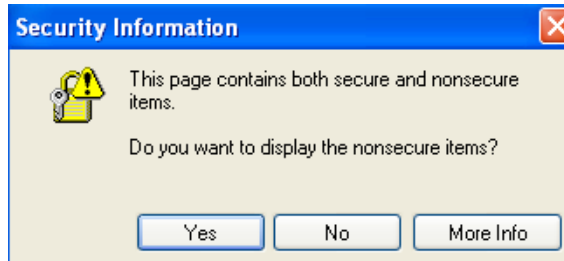 Security Information
This page contains both secure and nonsecure
items.
Do you want to display the nonsecure items?
Yes
No
More Info